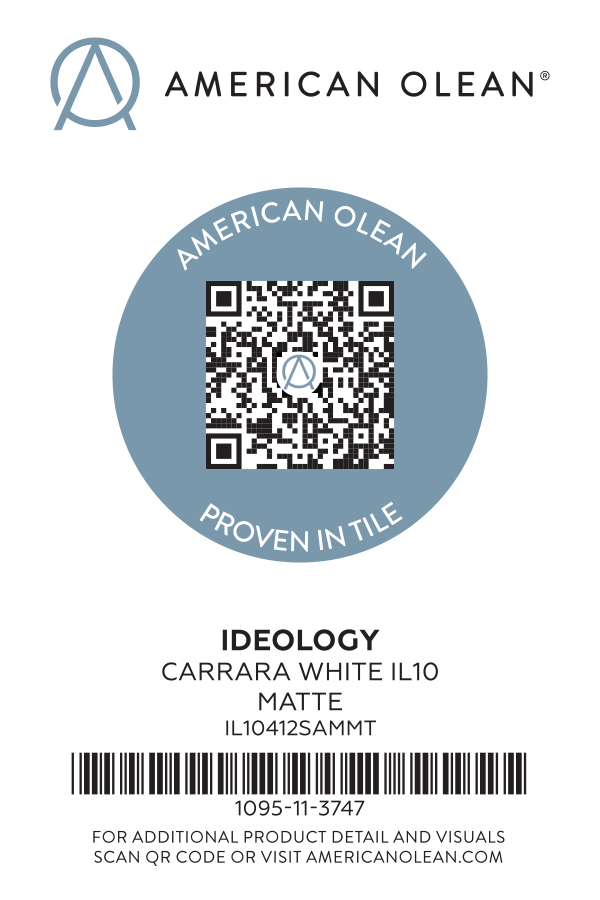 AMERICAN OLEAN®
AMERICAN OLEAN
PROVEN IN TILE
IDEOLOGY
CARRARA WHITE IL10
MATTE
IL10412SAMMT
1095-11-3747
FOR ADDITIONAL PRODUCT DETAIL AND VISUALS
SCAN QR CODE OR VISIT AMERICANOLEAN.COM